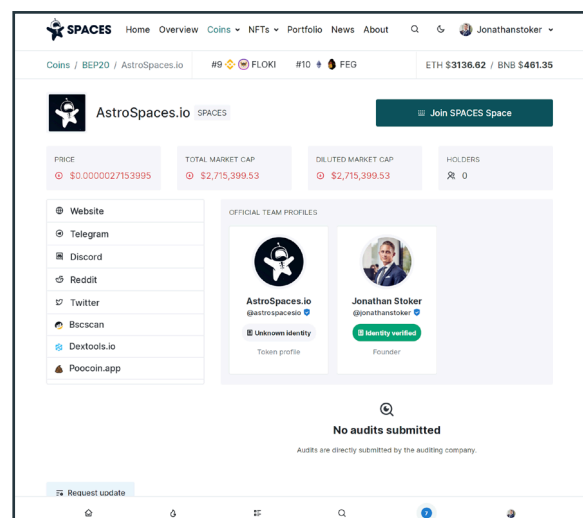 SPACES Home Overview Coins NFTs Portfolio News About Jonathanstoker
Coins / BEP20 / AstroSpaces.io #9 FLOKI #10 FEG ETH $3136.62 / BNB $461.35
AstroSpaces.io SPACES
Join SPACES Space
PRICE
$0.0000027153995
TOTAL MARKET CAP
$2,715,399.53
DILUTED MARKET CAP
$2,715,399.53
HOLDERS
0
Website
Telegram
Discord
Reddit
Twitter
Bscscan
Dextools.io
Poocoin.app
OFFICIAL TEAM PROFILES
AstroSpaces.io
@astrospacesio
Unknown identity
Token profile
Jonathan Stoker
@jonathanstoker
Identity verified
Founder
No audits submitted
Audits are directly submitted by the auditing company.
Request update